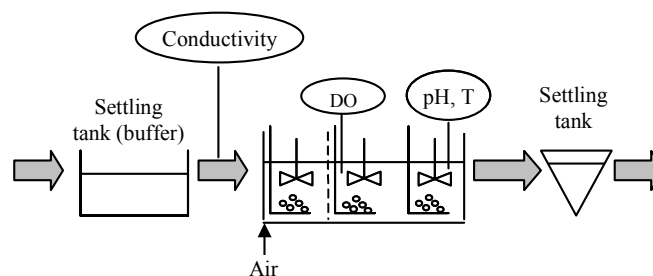 Conductivity
Settling
tank (buffer)
DO
pH, T
Settling
tank
Air